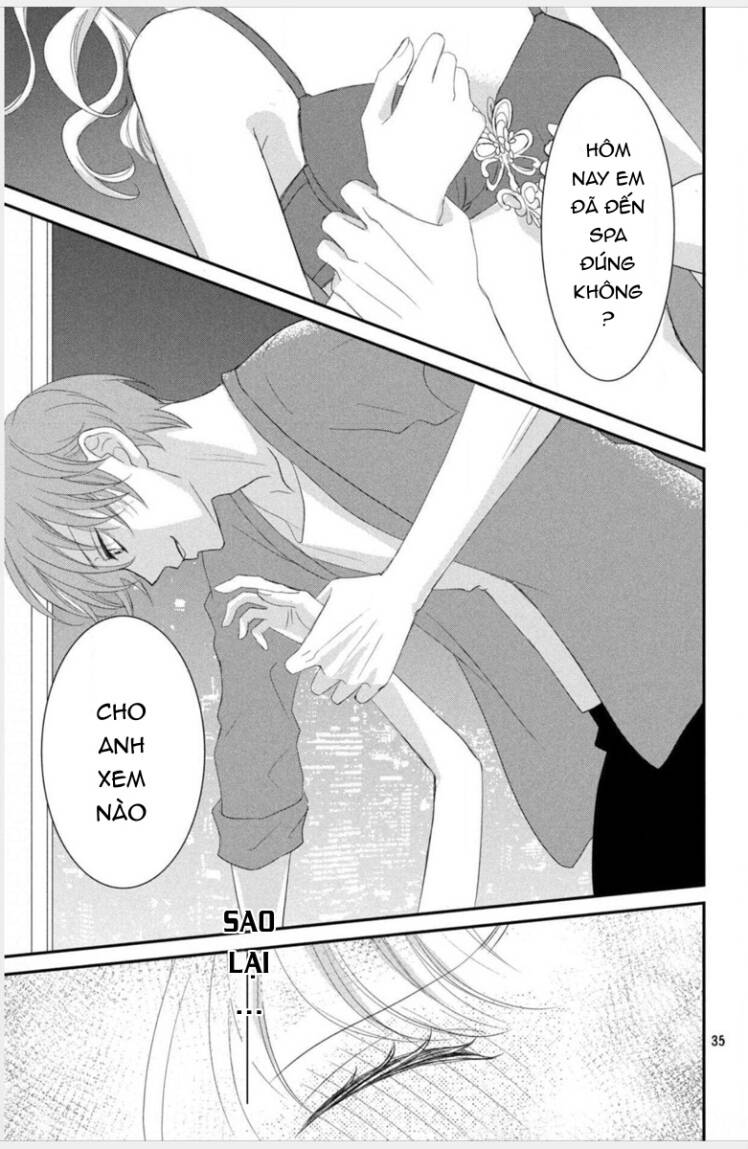 HÔM
NAY EM
ĐÃ ĐẾN
SPA
ĐÚNG
KHÔNG
?
CHO
ANH
XEM
NÀO
SAO
LẠI
...
35